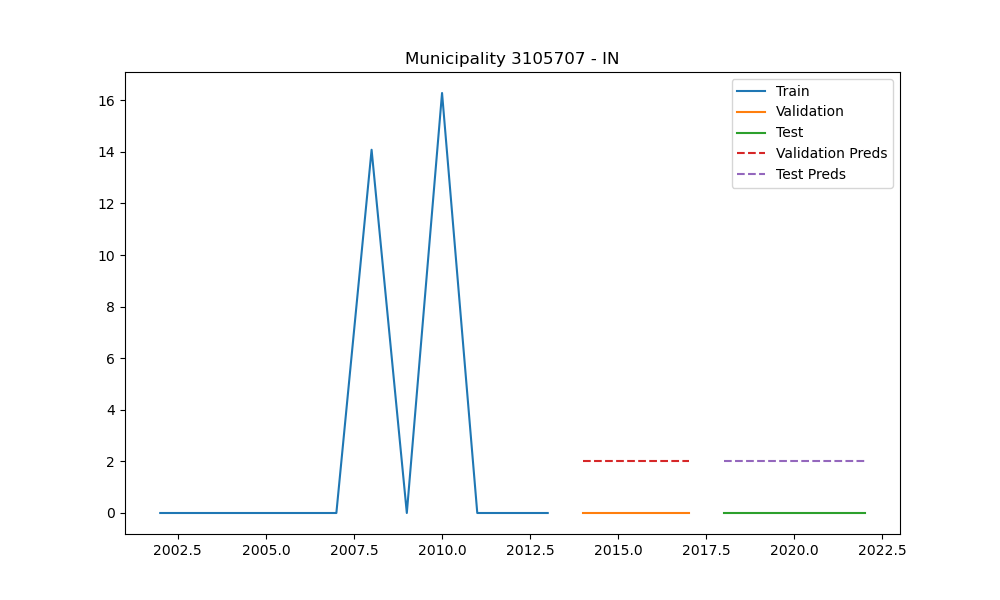 Municipality 3105707 - IN
Train
Validation
Test
Validation Preds
Test Preds
16
14
12
10
8
6
4
2
0
2002.5 2005.0 2007.5 2010.0 2012.5 2015.0 2017.5 2020.0 2022.5